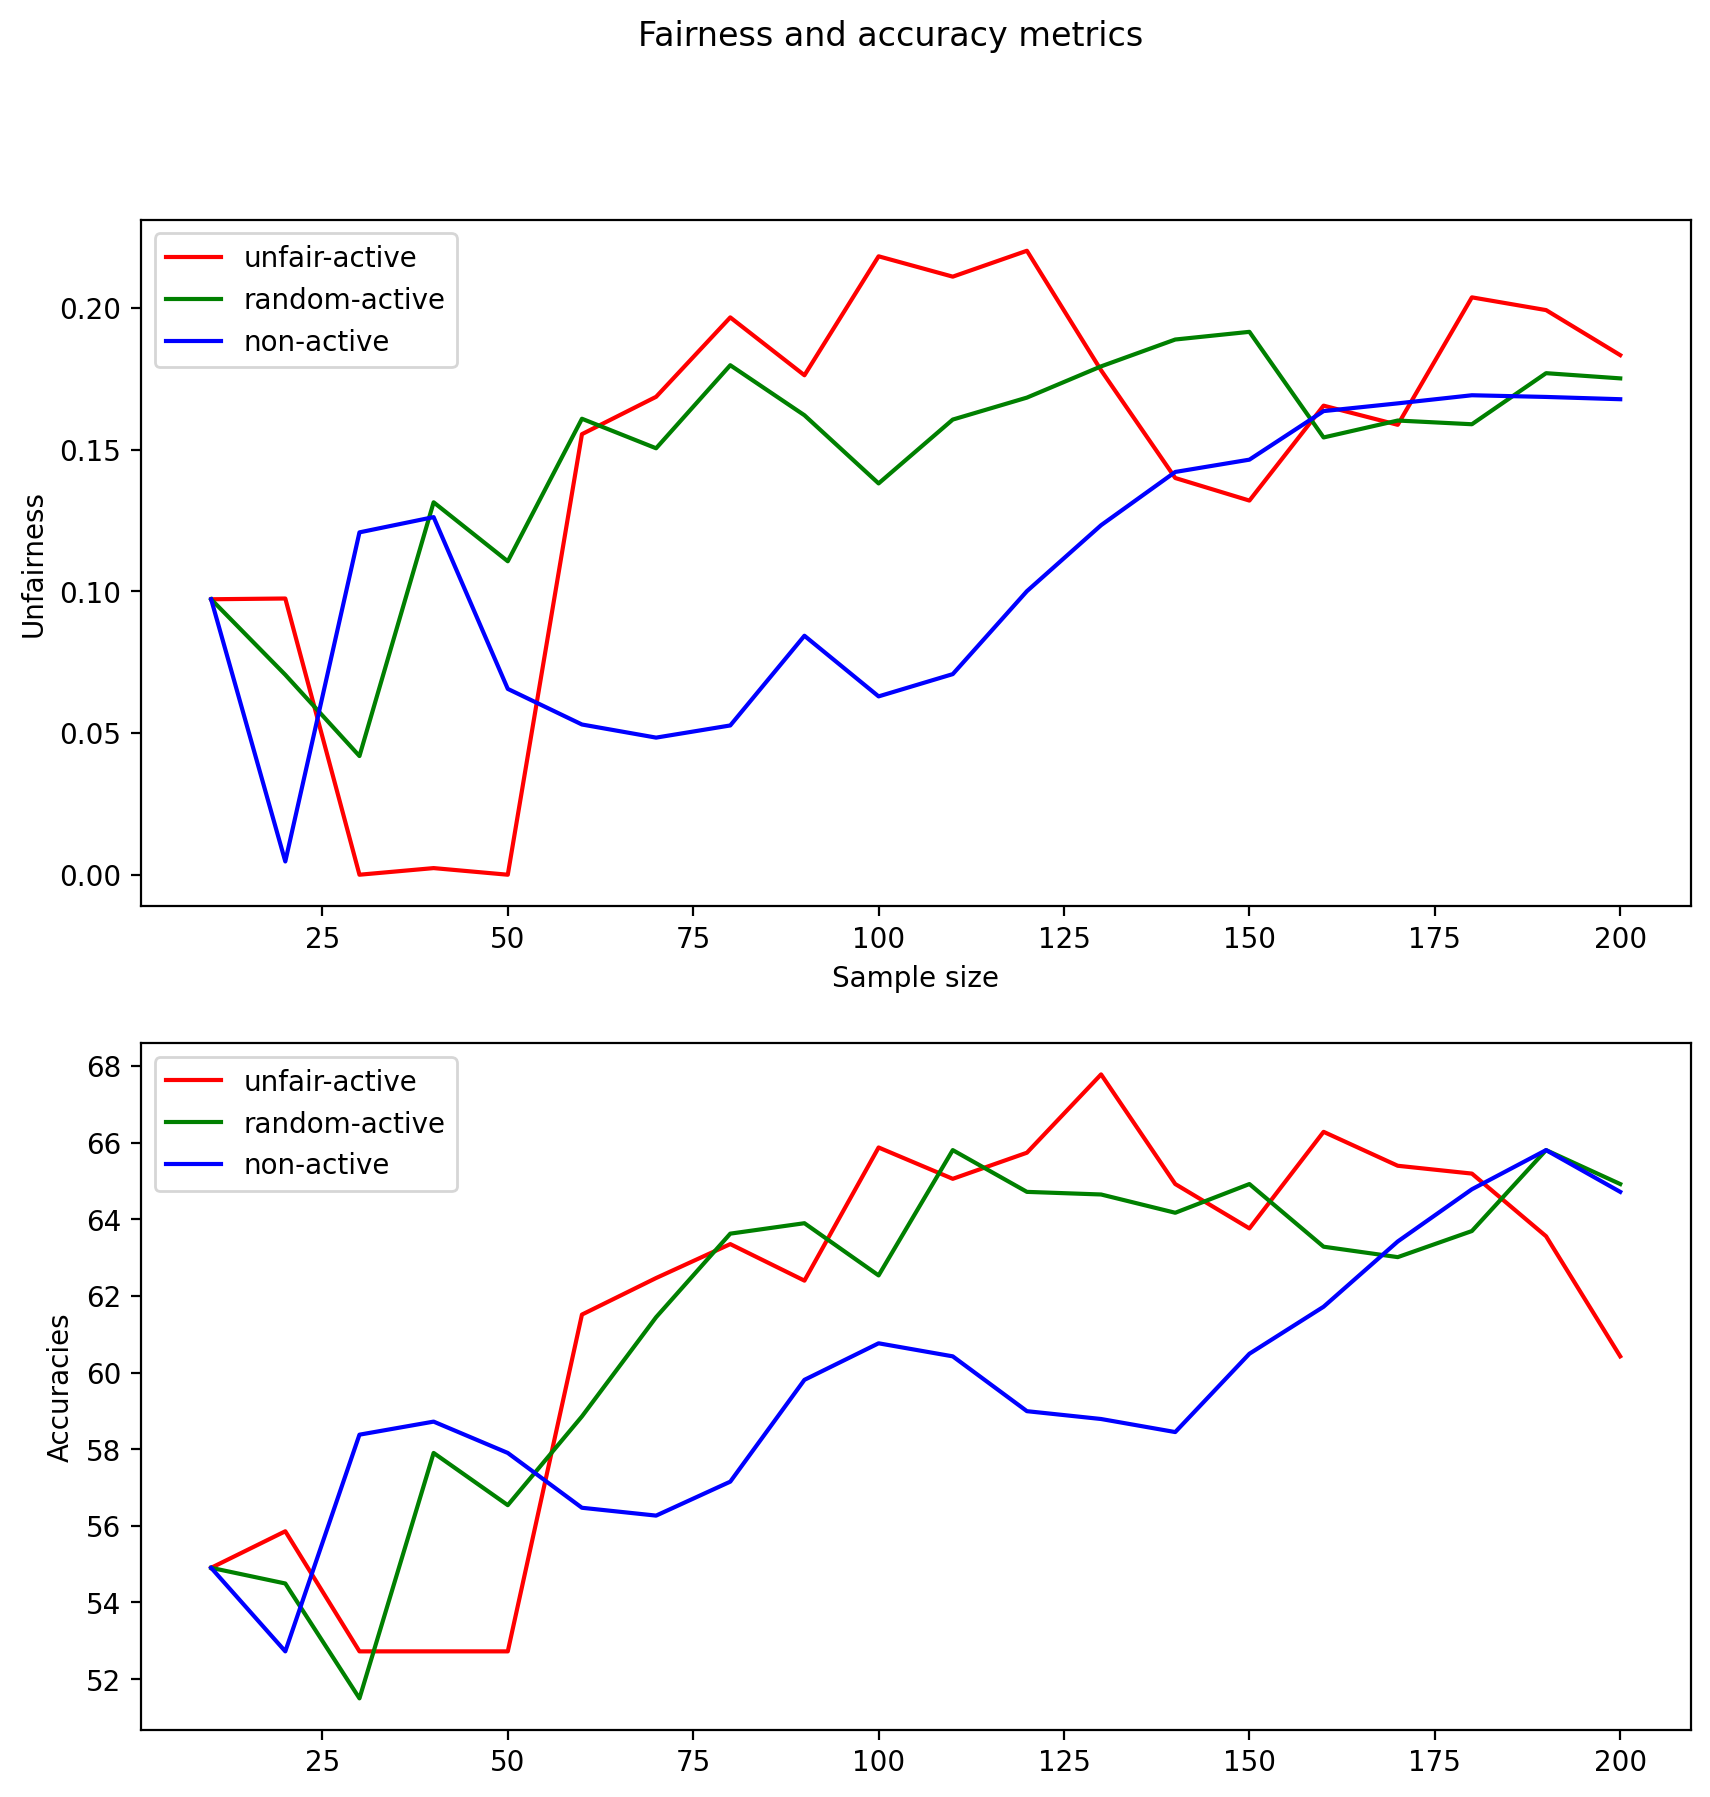 Fairness and accuracy metrics
unfair-active
random-active
non-active
0.20
0.15
0.10
0.05
0.00
Unfairness
25 50 75 100 125 150 175 200
Sample size
unfair-active
random-active
non-active
68
66
64
62
60
58
56
54
52
Accuracies
25 50 75 100 125 150 175 200